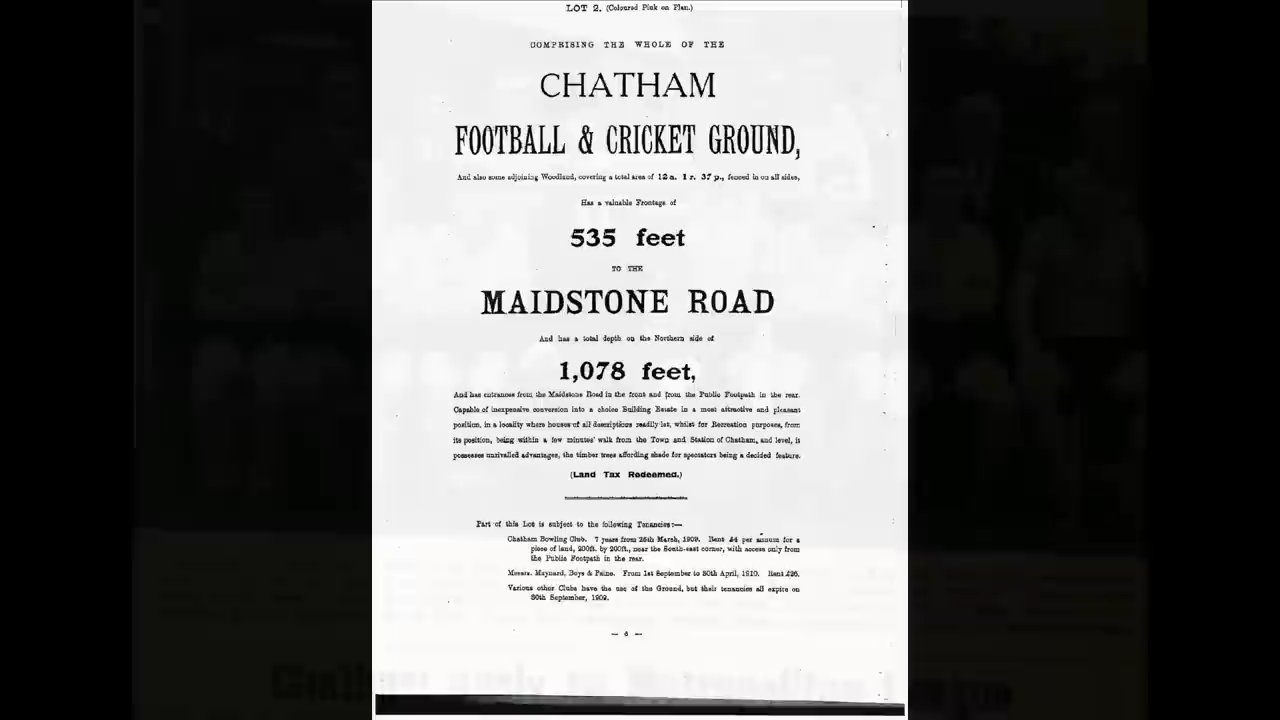 LOT 2. (Coloured Pink on Plan.)
COMPRISING THE WHOLE OF THE
CHATHAM
FOOTBALL & CRICKET GROUND,
And also some adjoining Woodland, covering a total area of 12a. 1r. 37p., fenced in on all sides,
Has a valuable Frontage of
535 feet
TO THE
MAIDSTONE ROAD
And has a total depth on the Northern side of
1,078 feet,
And has entrances from the Maidstone Road in the front and from the Public Footpath in the rear.
Capable of inexpensive conversion into a choice Building Estate in a most attractive and pleasant
position, in a locality where houses of all descriptions readily let, whilst for Recreation purposes, from
its position, being within a few minutes' walk from the Town and Station of Chatham, and level, it
possesses unrivalled advantages, the timber trees affording shade for spectators being a decided feature.
(Land Tax Redeemed.)
Part of this Lot is subject to the following Tenancies:—
Chatham Bowling Club. 7 years from 25th March, 1909. Rent £4 per annum for a
piece of land, 200ft. by 200ft., near the South-east corner, with access only from
the Public Footpath in the rear.
Messrs. Maynard, Boys & Paine. From 1st September to 30th April, 1910. Rent £26.
Various other Clubs have the use of the Ground, but their tenancies all expire on
30th September, 1909.